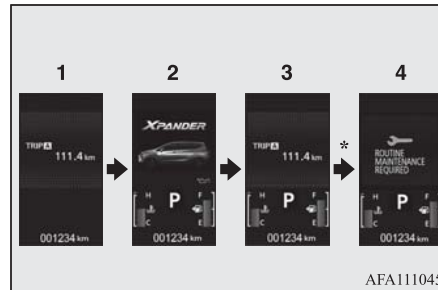 1 2 3 4
TRIP A
111.4 km
001234 km
XPANDER
H F
P
C E
001234 km
TRIP A
111.4 km
H F
P
C E
001234 km
*
ROUTINE
MAINTENANCE
REQUIRED
H F
P
C E
001234 km
AFA111045